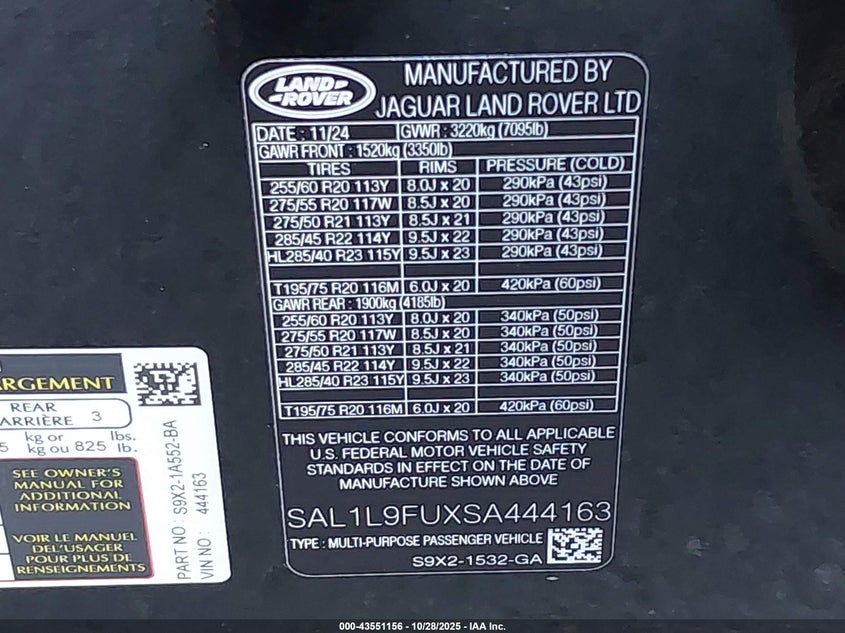 LAND ROVER
MANUFACTURED BY
JAGUAR LAND ROVER LTD
DATE : 11/24 GVWR : 3220kg (7095lb)
GAWR FRONT : 1520kg (3350lb)
TIRES RIMS PRESSURE (COLD)
255/60 R20 113Y 8.0J x 20 290kPa (43psi)
275/55 R20 117W 8.5J x 20 290kPa (43psi)
275/50 R21 113Y 8.5J x 21 290kPa (43psi)
285/45 R22 114Y 9.5J x 22 290kPa (43psi)
HL285/40 R23 115Y 9.5J x 23 290kPa (43psi)
T195/75 R20 116M 6.0J x 20 420kPa (60psi)
GAWR REAR : 1900kg (4185lb)
255/60 R20 113Y 8.0J x 20 340kPa (50psi)
275/55 R20 117W 8.5J x 20 340kPa (50psi)
275/50 R21 113Y 8.5J x 21 340kPa (50psi)
285/45 R22 114Y 9.5J x 22 340kPa (50psi)
HL285/40 R23 115Y 9.5J x 23 340kPa (50psi)
T195/75 R20 116M 6.0J x 20 420kPa (60psi)
THIS VEHICLE CONFORMS TO ALL APPLICABLE
U.S. FEDERAL MOTOR VEHICLE SAFETY
STANDARDS IN EFFECT ON THE DATE OF
MANUFACTURE SHOWN ABOVE
SAL1L9FUXSA444163
TYPE : MULTI-PURPOSE PASSENGER VEHICLE
S9X2-1532-GA
REAR
ARRIÈRE 3
kg or lbs.
kg ou 825 lb.
SEE OWNER'S
MANUAL FOR
ADDITIONAL
INFORMATION
VOIR LE MANUEL
DEL'USAGER
POUR PLUS DE
RENSEIGNEMENTS
PART NO : S9X2-1A552-BA
VIN NO : 444163
000-43551156 - 10/28/2025 - IAA Inc.